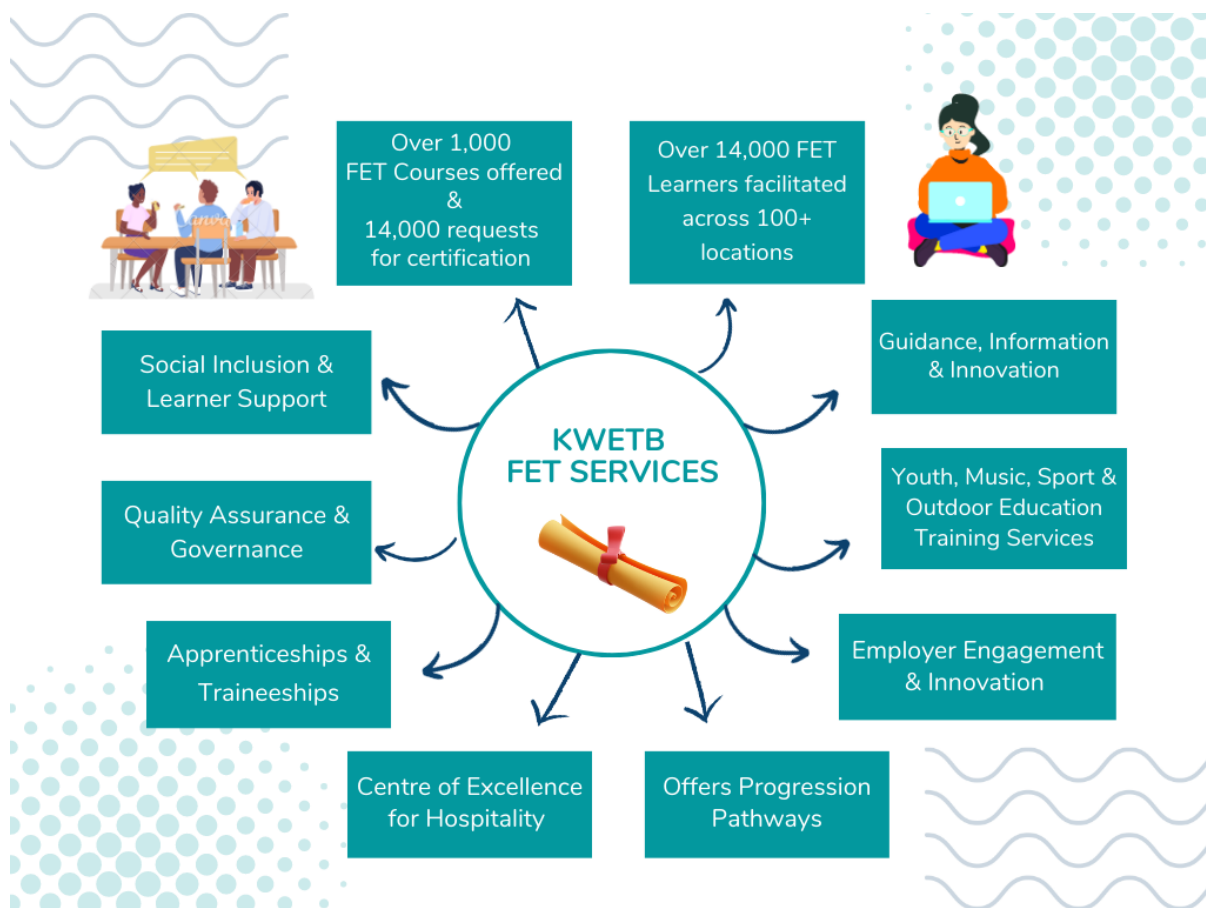 Over 1,000
FET Courses offered
&
14,000 requests
for certification
Over 14,000 FET
Learners facilitated
across 100+
locations
Social Inclusion &
Learner Support
Guidance, Information
& Innovation
KWETB
FET SERVICES
Quality Assurance &
Governance
Youth, Music, Sport &
Outdoor Education
Training Services
Apprenticeships &
Traineeships
Employer Engagement
& Innovation
Centre of Excellence
for Hospitality
Offers Progression
Pathways